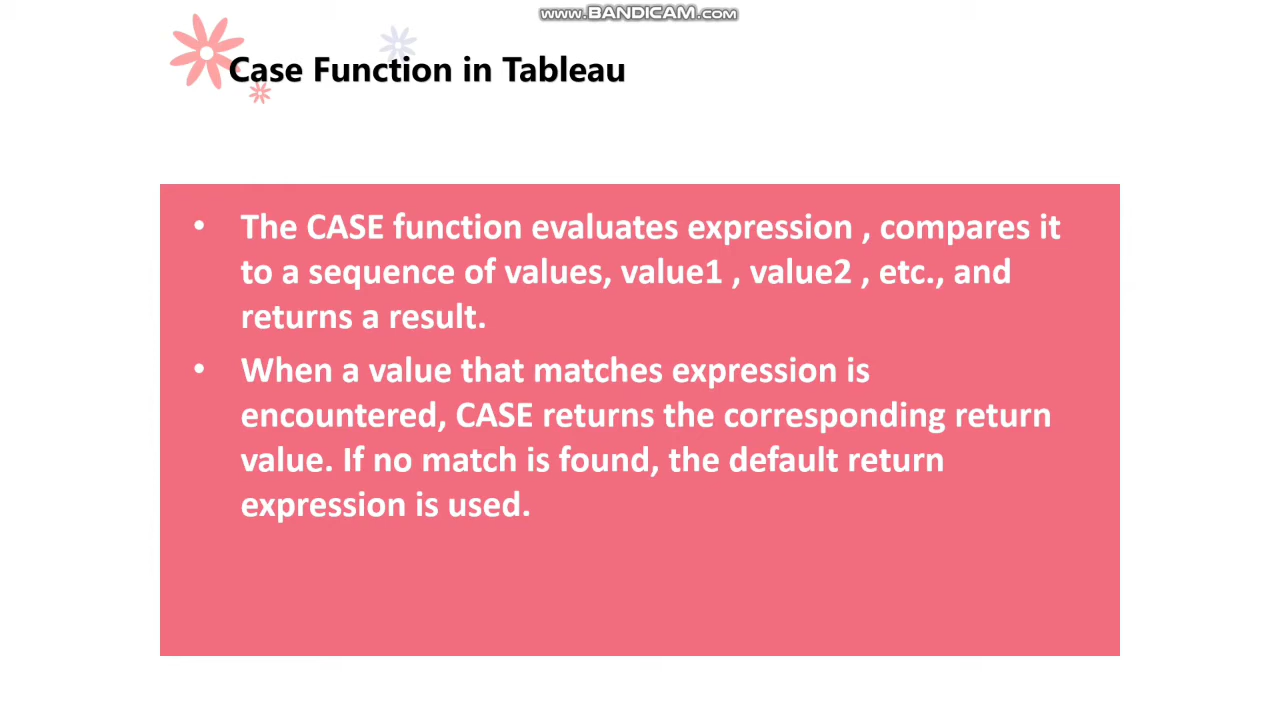 www.BANDICAM.com
Case Function in Tableau
• The CASE function evaluates expression , compares it
to a sequence of values, value1 , value2 , etc., and
returns a result.
• When a value that matches expression is
encountered, CASE returns the corresponding return
value. If no match is found, the default return
expression is used.